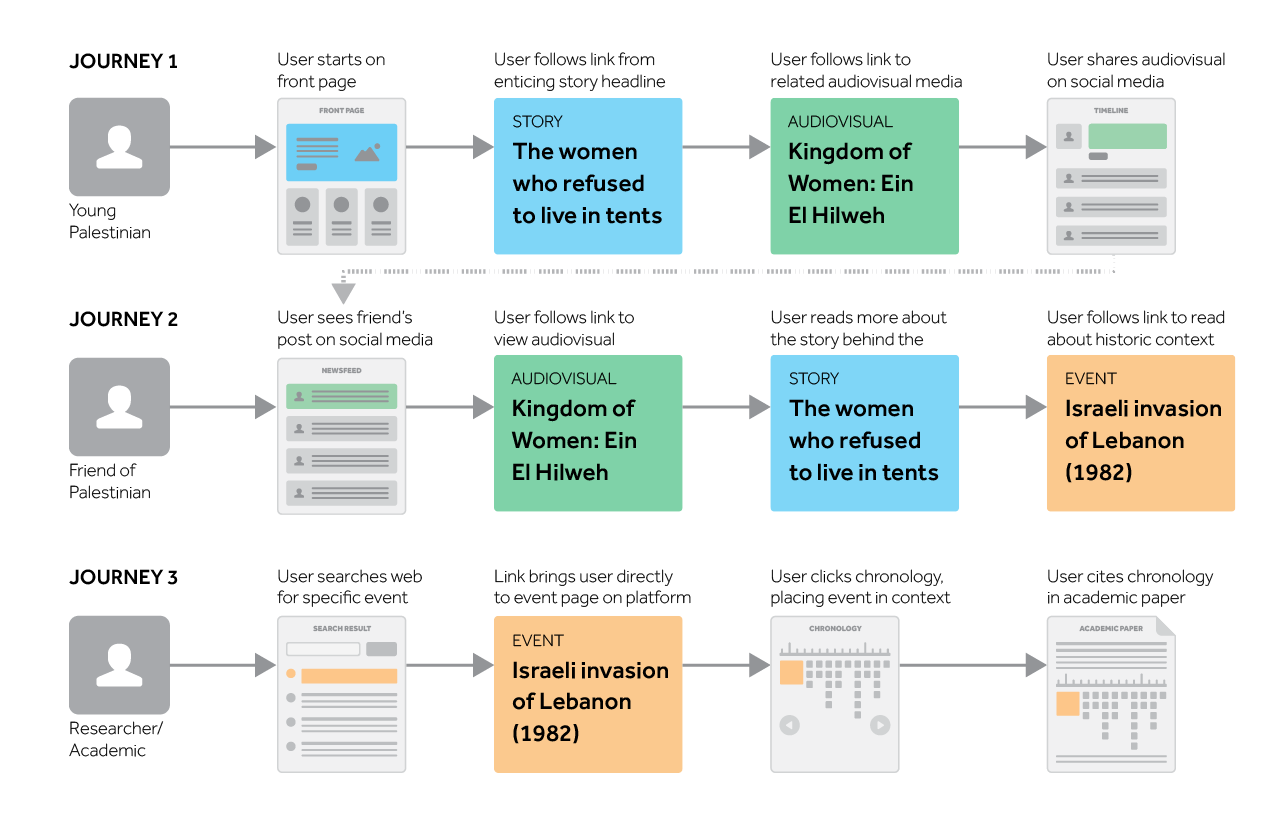 JOURNEY 1
Young
Palestinian
User starts on
front page
FRONT PAGE
User follows link from
enticing story headline
STORY
The women
who refused
to live in tents
User follows link to
related audiovisual media
AUDIOVISUAL
Kingdom of
Women: Ein
El Hilweh
User shares audiovisual
on social media
TIMELINE
JOURNEY 2
Friend of
Palestinian
User sees friend's
post on social media
NEWSFEED
User follows link to
view audiovisual
AUDIOVISUAL
Kingdom of
Women: Ein
El Hilweh
User reads more about
the story behind the
STORY
The women
who refused
to live in tents
User follows link to read
about historic context
EVENT
Israeli invasion
of Lebanon
(1982)
JOURNEY 3
Researcher/
Academic
User searches web
for specific event
SEARCH RESULT
Link brings user directly
to event page on platform
EVENT
Israeli invasion
of Lebanon
(1982)
User clicks chronology,
placing event in context
CHRONOLOGY
User cites chronology
in academic paper
ACADEMIC PAPER